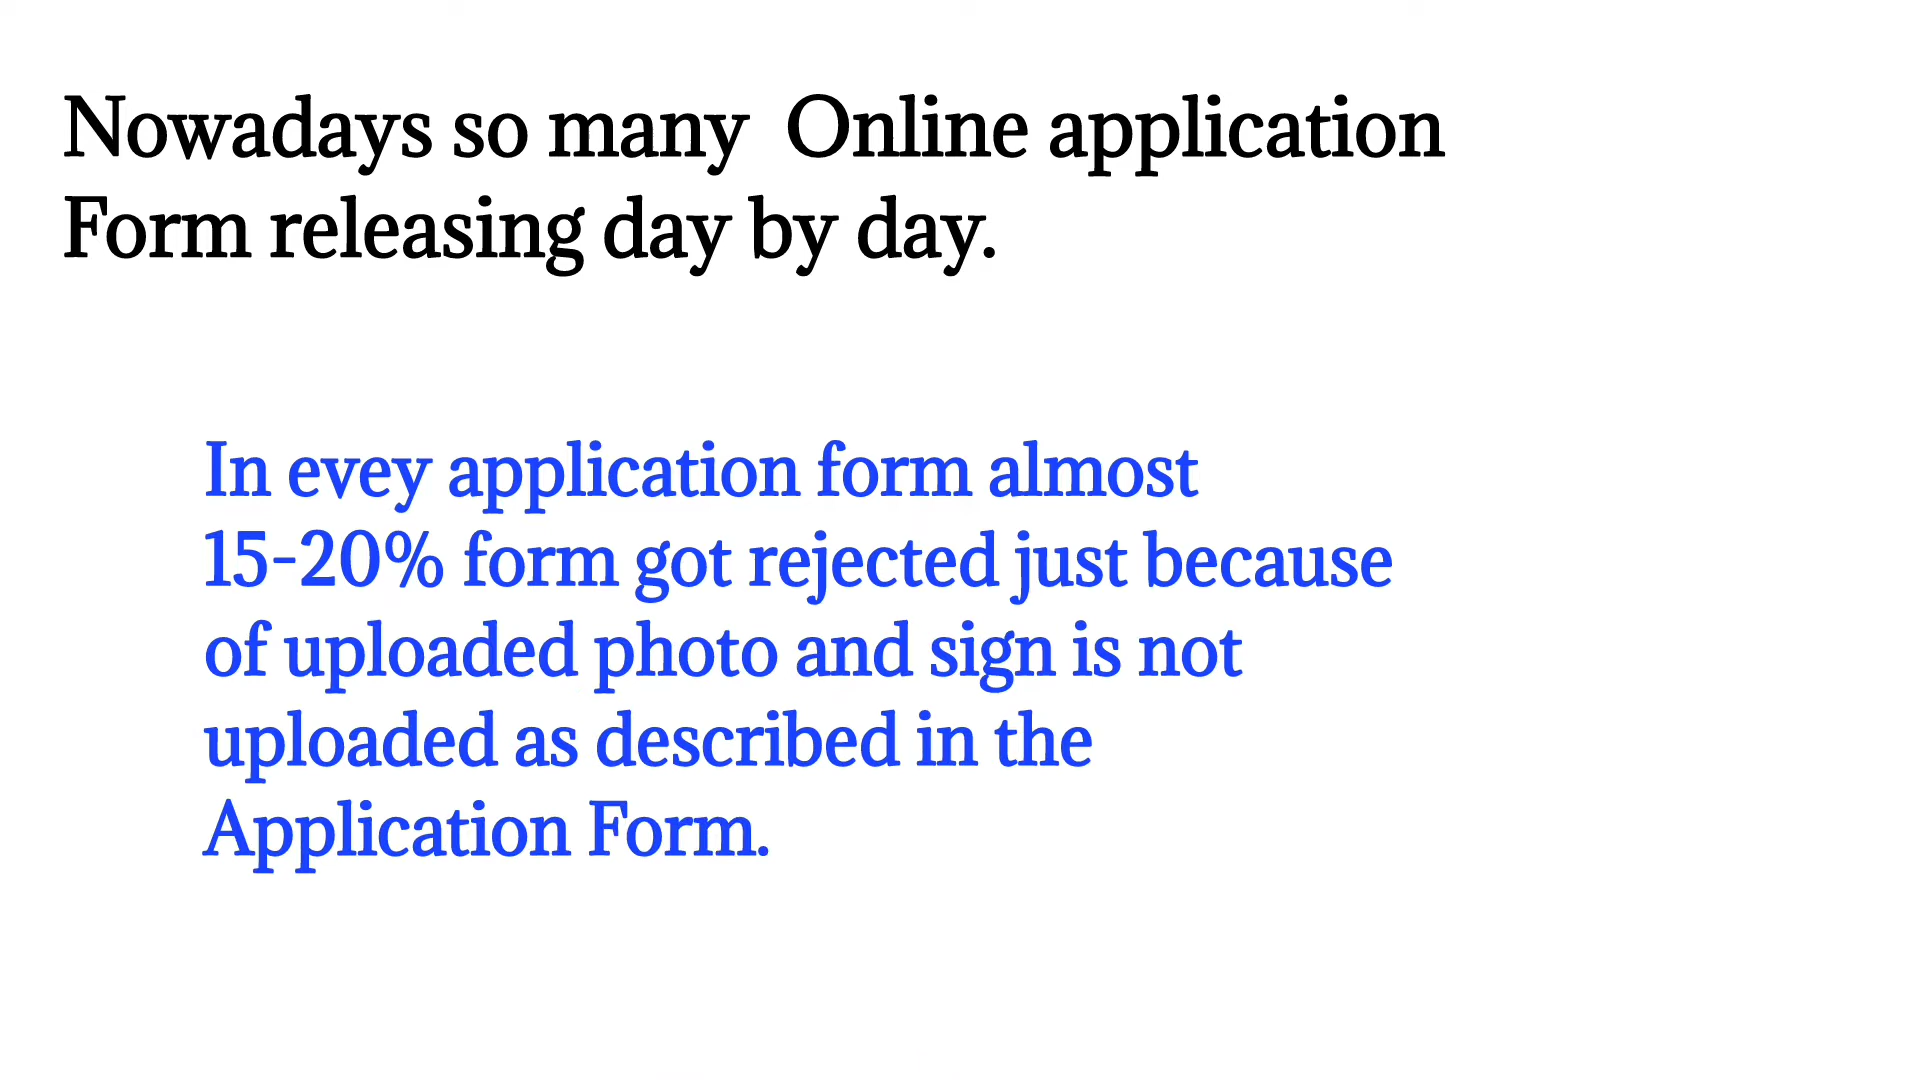 Nowadays so many  Online application
Form releasing day by day.
In evey application form almost
15-20% form got rejected just because
of uploaded photo and sign is not
uploaded as described in the
Application Form.